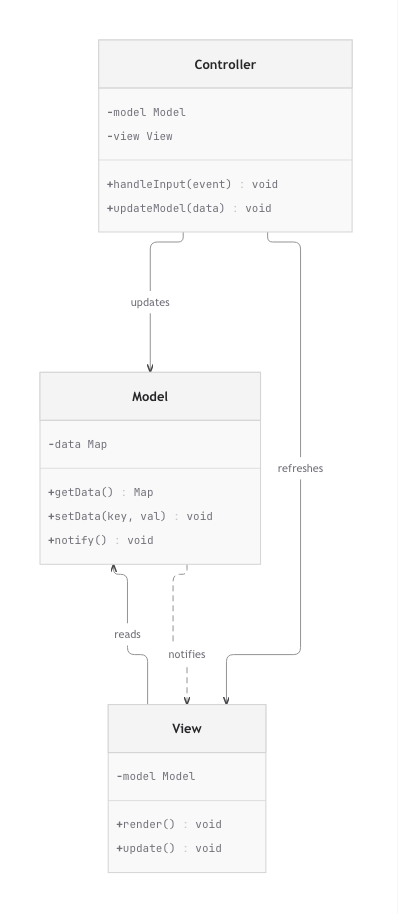 Controller
-model Model
-view View
+handleInput(event) : void
+updateModel(data) : void
updates
Model
-data Map
+getData() : Map
+setData(key, val) : void
+notify() : void
refreshes
reads
notifies
View
-model Model
+render() : void
+update() : void